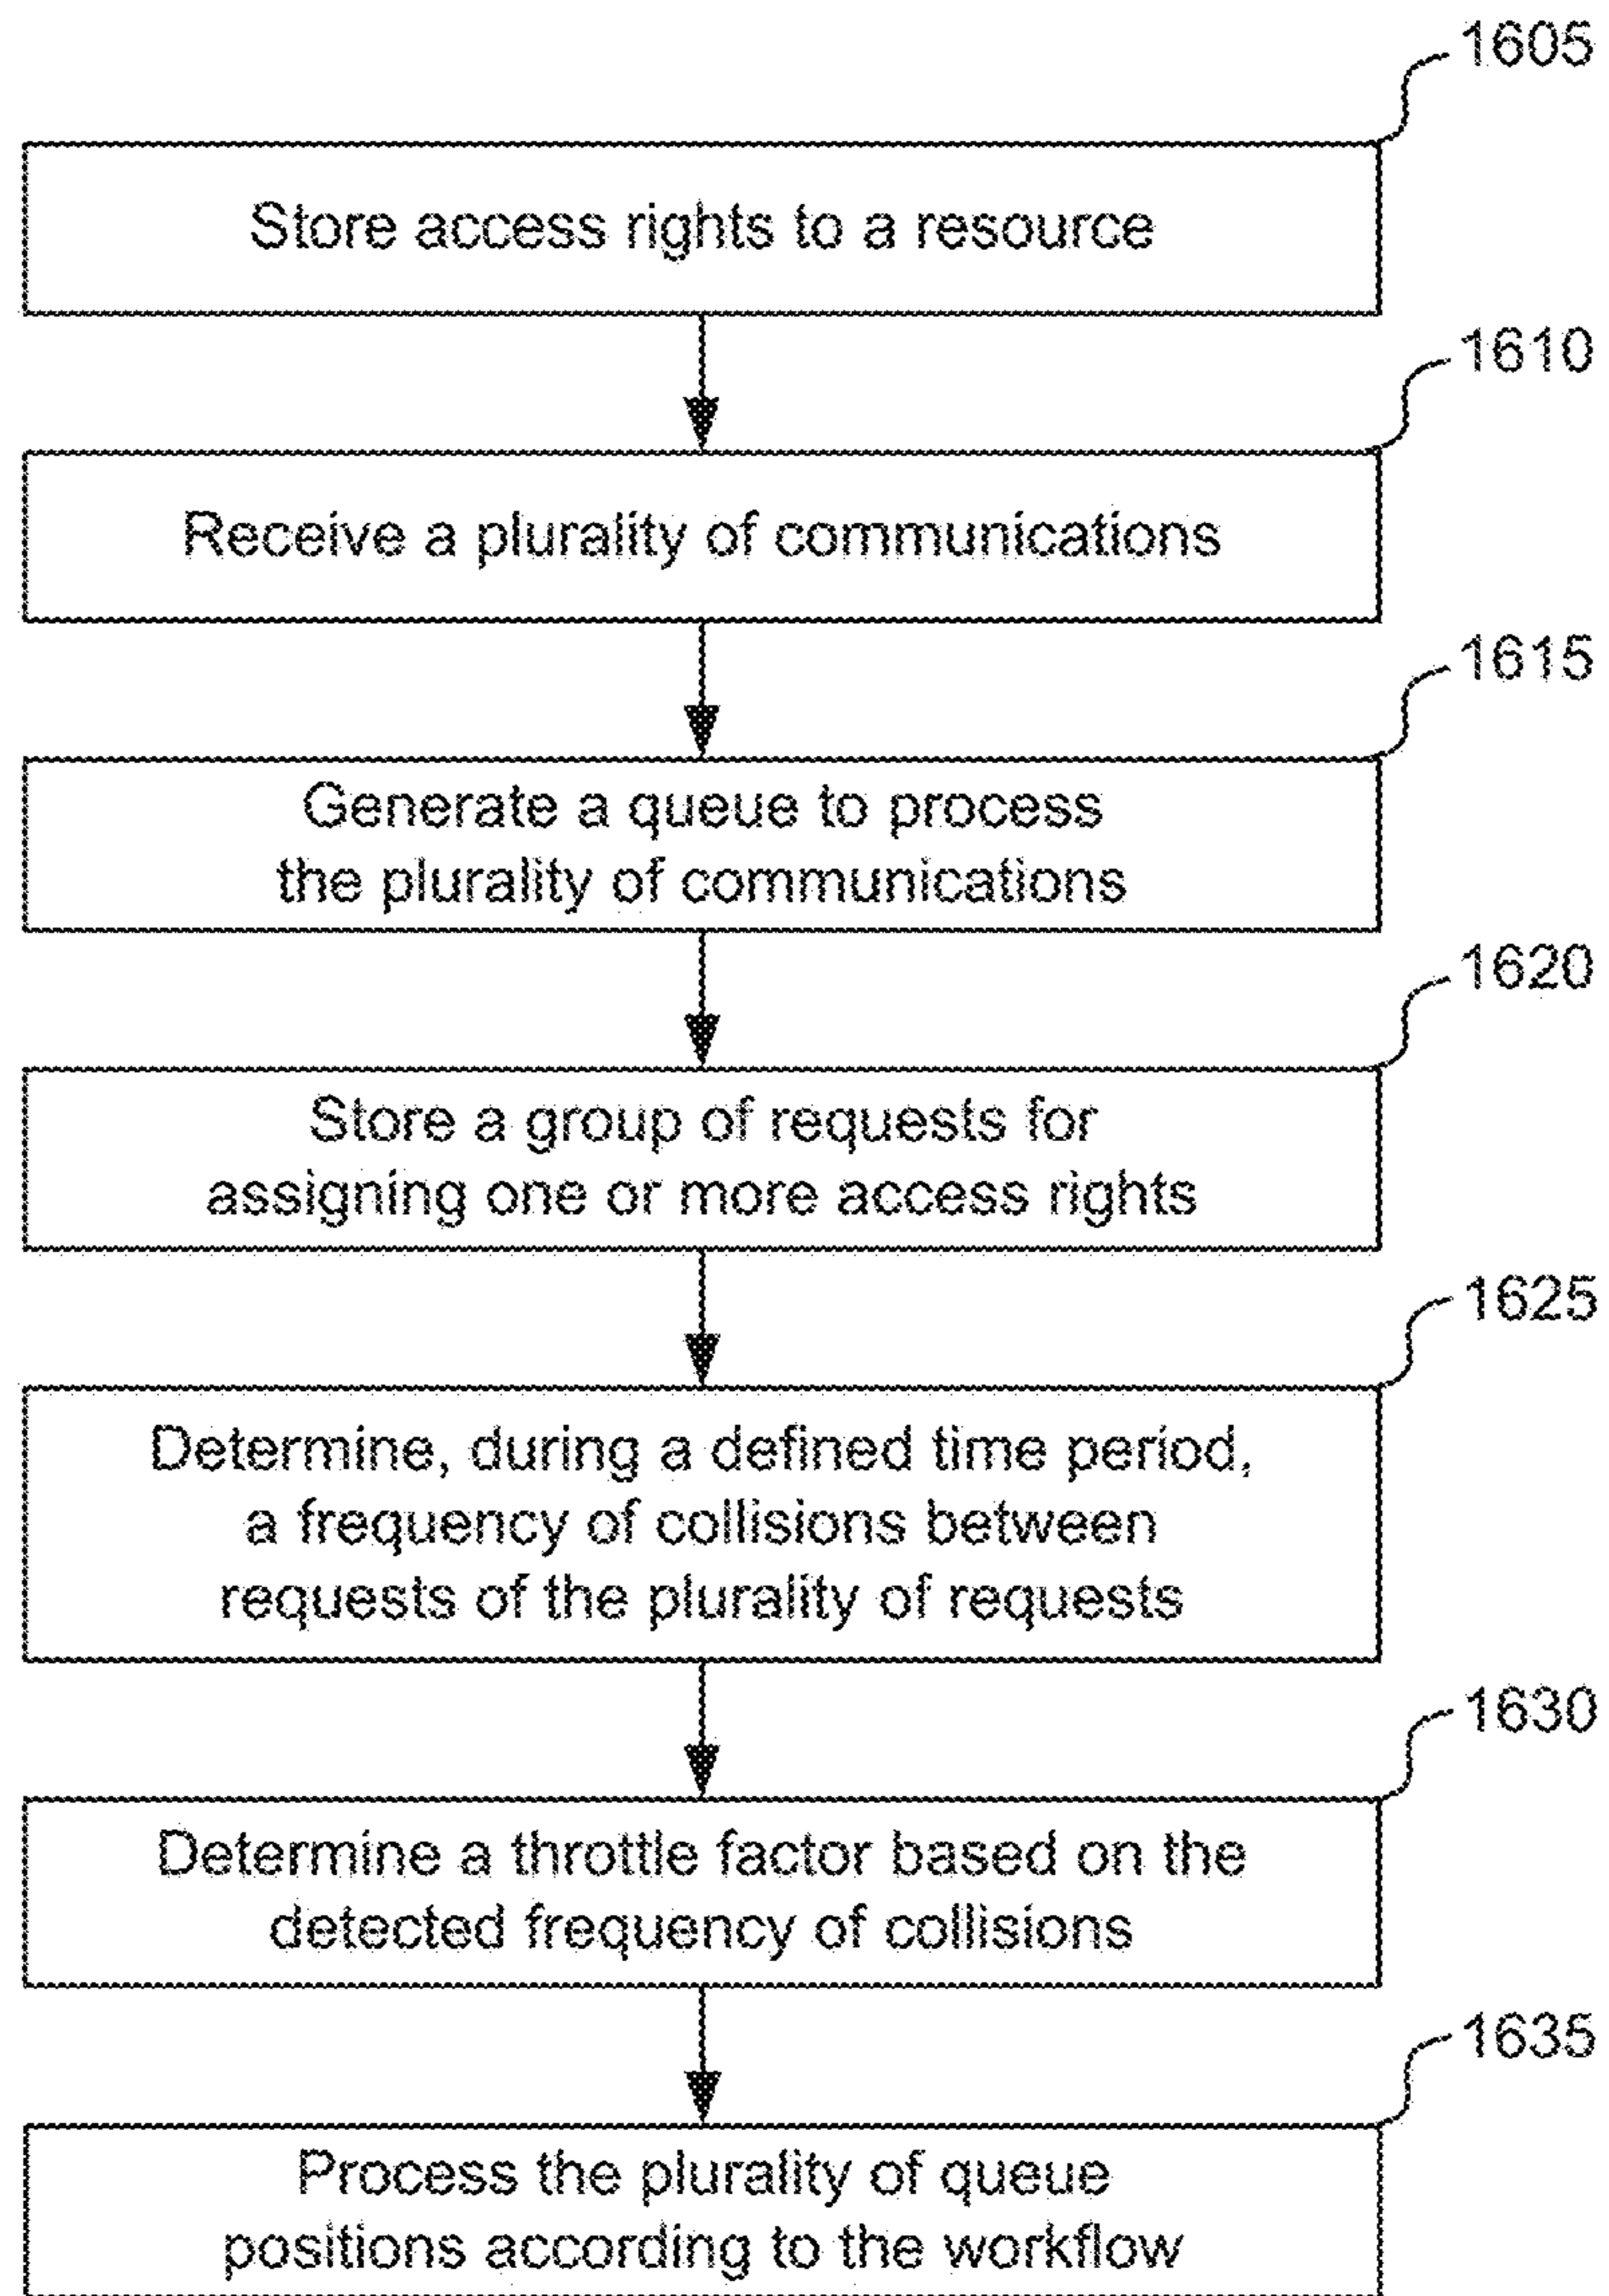 1605
Store access rights to a resource
1610
Receive a plurality of communications
1615
Generate a queue to process
the plurality of communications
1620
Store a group of requests for
assigning one or more access rights
1625
Determine, during a defined time period,
a frequency of collisions between
requests of the plurality of requests
1630
Determine a throttle factor based on the
detected frequency of collisions
1635
Process the plurality of queue
positions according to the workflow